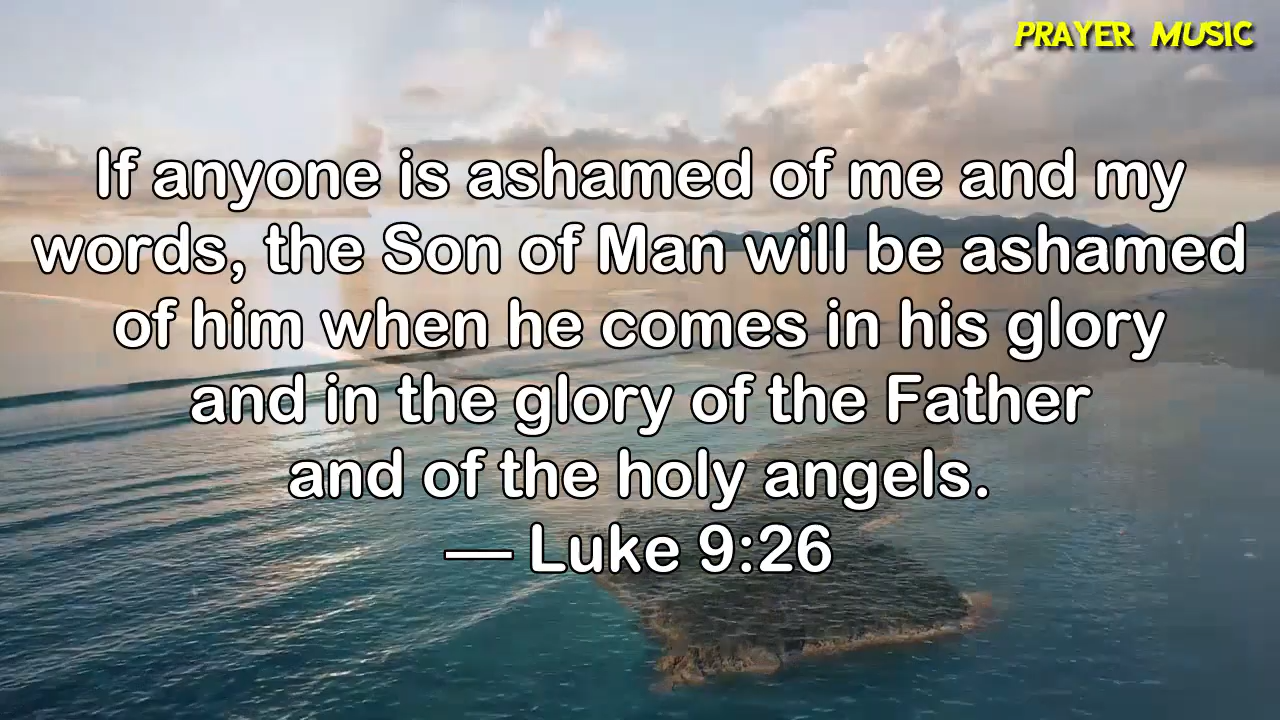 PRAYER MUSIC
If anyone is ashamed of me and my
words, the Son of Man will be ashamed
of him when he comes in his glory
and in the glory of the Father
and of the holy angels.
— Luke 9:26